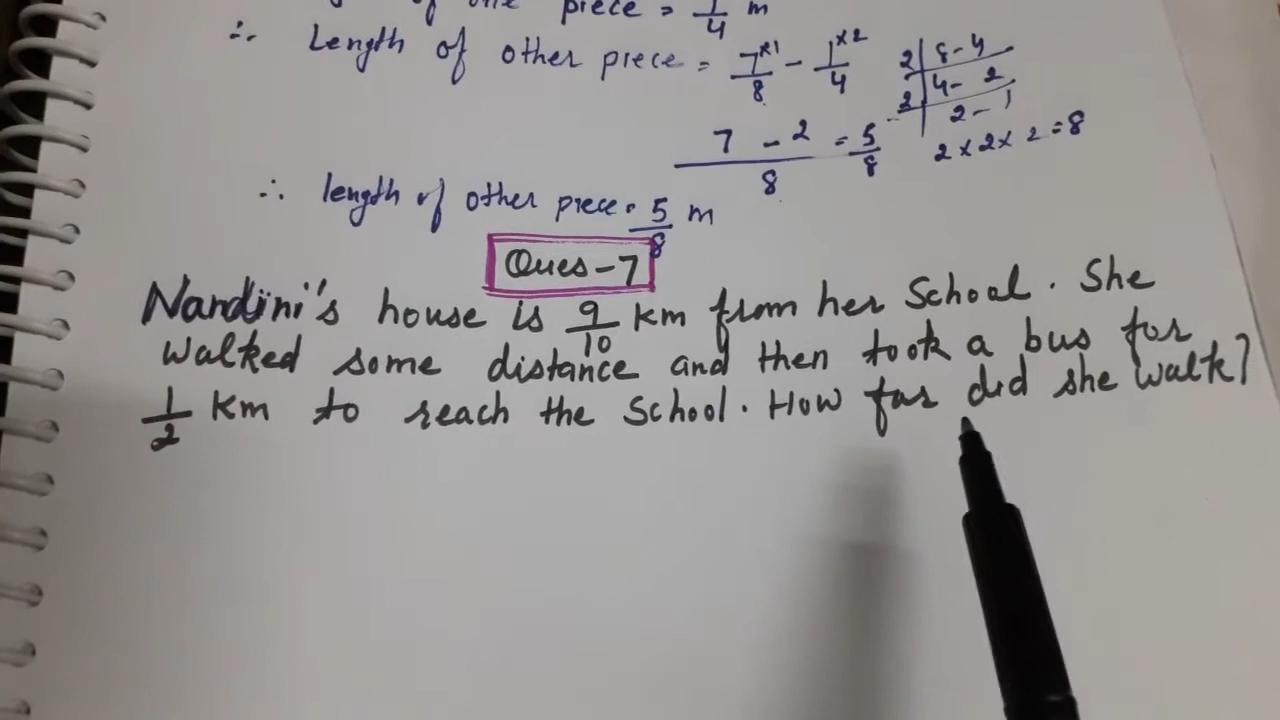 piece = 1/4 m
∴ Length of other piece = 7×1/8 - 1×2/4
2 | 8 - 4
2 | 4 - 2
2 - 1
2 × 2 × 2 = 8
7 - 2/8 = 5/8
∴ length of other piece = 5/8 m
Ques-7
Nandini's house is 9/10 km from her School. She
walked some distance and then took a bus for
1/2 km to reach the School. How far did she walk?